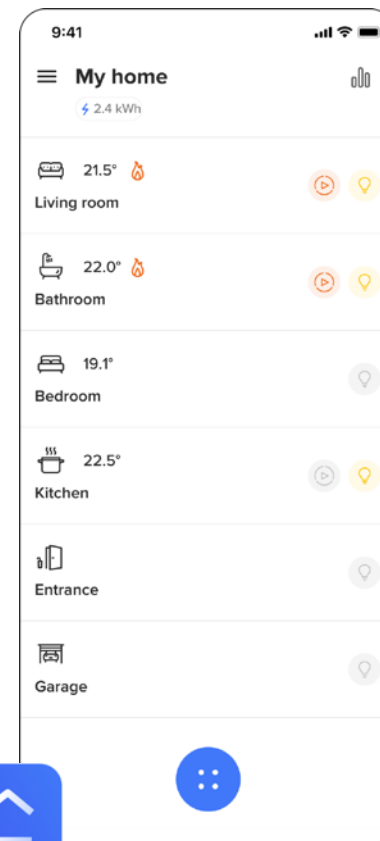 9:41
My home
2.4 kWh
21.5°
Living room
22.0°
Bathroom
19.1°
Bedroom
22.5°
Kitchen
Entrance
Garage